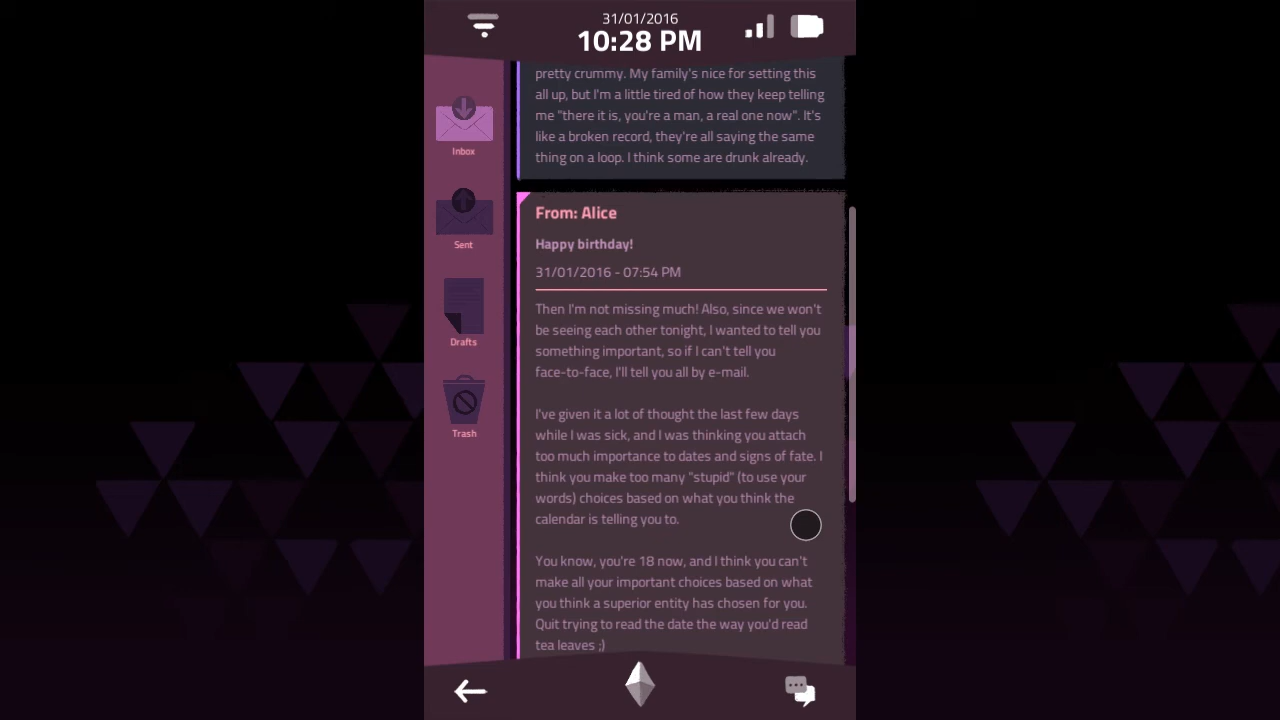 31/01/2016
10:28 PM
pretty crummy. My family's nice for setting this
all up, but I'm a little tired of how they keep telling
me "there it is, you're a man, a real one now". It's
like a broken record, they're all saying the same
thing on a loop. I think some are drunk already.
Inbox
Sent
Drafts
Trash
From: Alice
Happy birthday!
31/01/2016 - 07:54 PM
Then I'm not missing much! Also, since we won't
be seeing each other tonight, I wanted to tell you
something important, so if I can't tell you
face-to-face, I'll tell you all by e-mail.
I've given it a lot of thought the last few days
while I was sick, and I was thinking you attach
too much importance to dates and signs of fate. I
think you make too many "stupid" (to use your
words) choices based on what you think the
calendar is telling you to.
You know, you're 18 now, and I think you can't
make all your important choices based on what
you think a superior entity has chosen for you.
Quit trying to read the date the way you'd read
tea leaves ;)